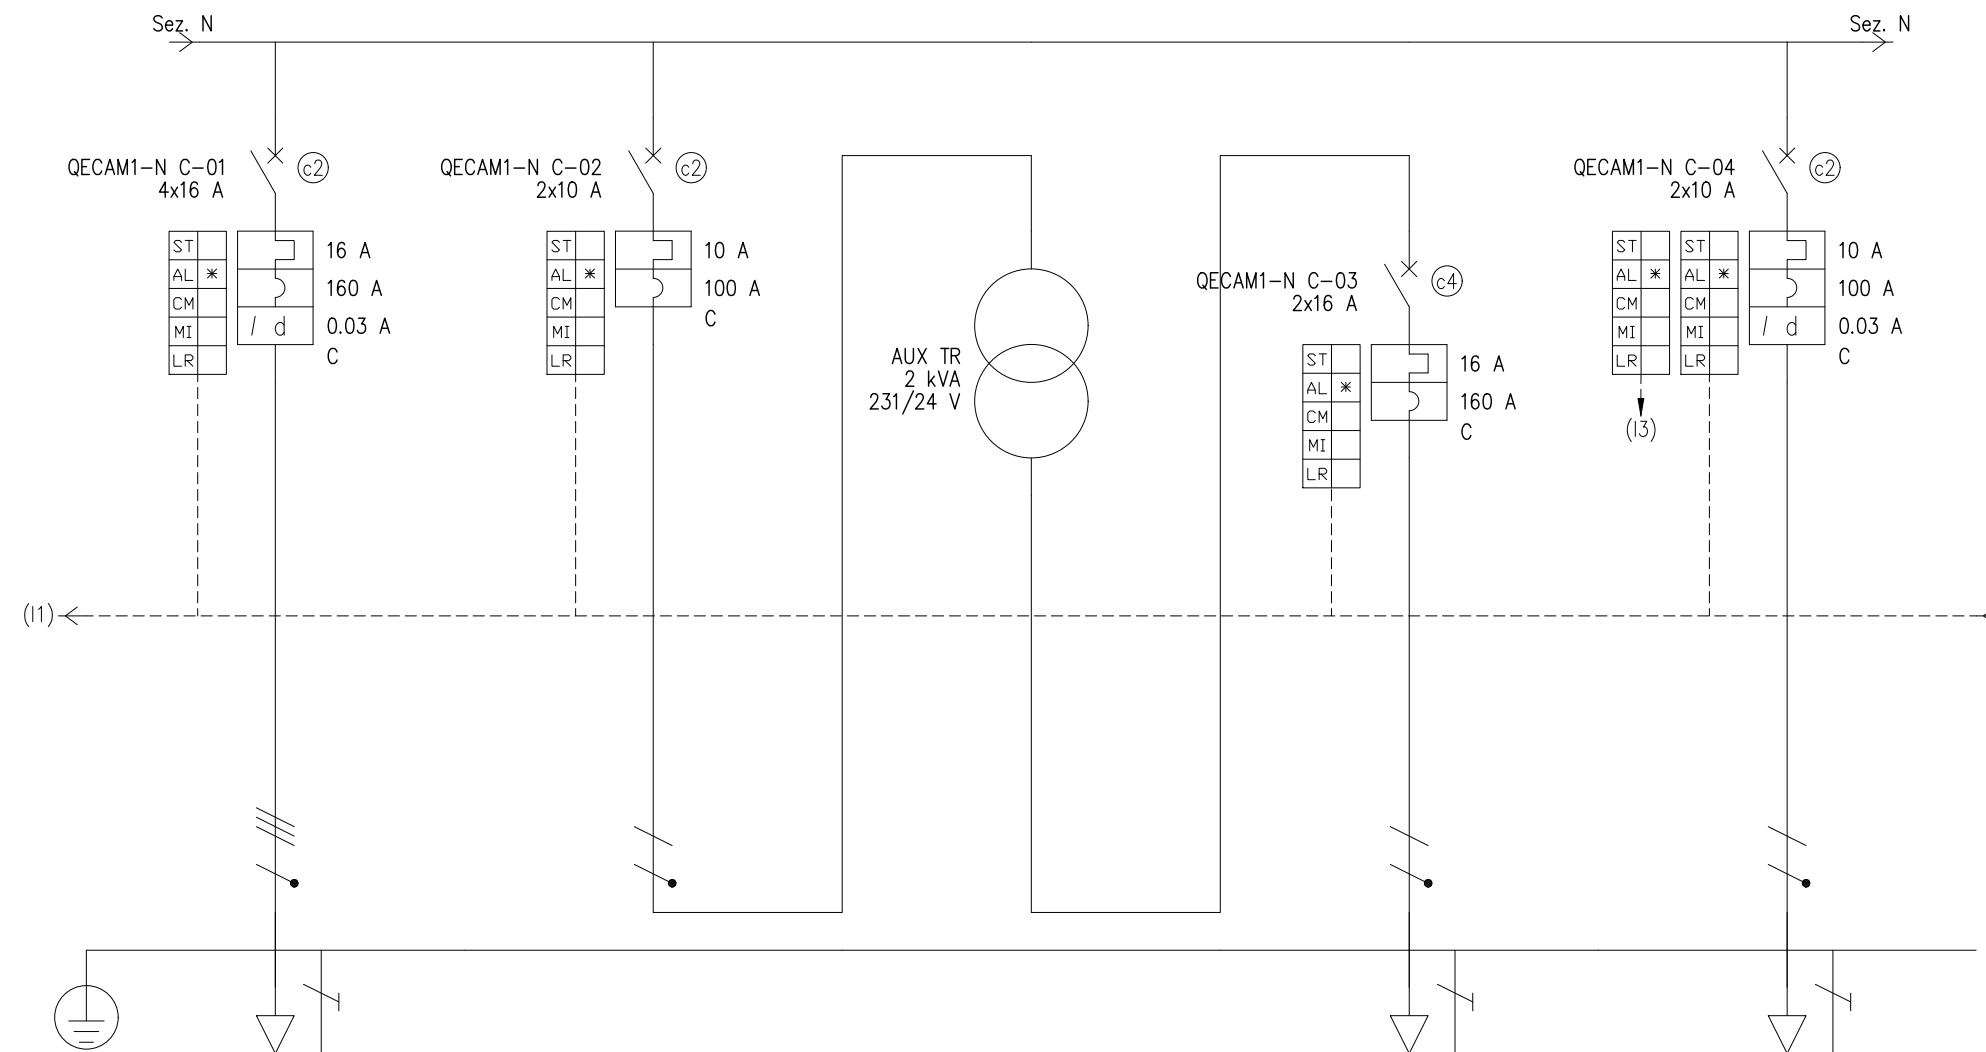 Sez. N
Sez. N
QECAM1-N C-01
4x16 A
c2
ST
AL *
CM
MI
LR
16 A
160 A
I d
0.03 A
C
QECAM1-N C-02
2x10 A
c2
ST
AL *
CM
MI
LR
10 A
100 A
C
AUX TR
2 kVA
231/24 V
QECAM1-N C-03
2x16 A
c4
ST
AL *
CM
MI
LR
16 A
160 A
C
QECAM1-N C-04
2x10 A
c2
ST
AL *
CM
MI
LR
(I3)
ST
AL *
CM
MI
LR
10 A
100 A
I d
0.03 A
C
(I1)